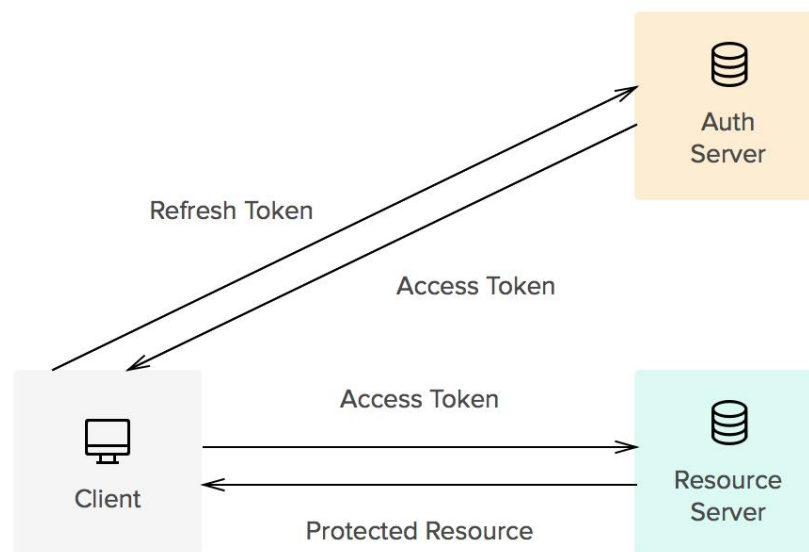 Auth
Server
Refresh Token
Access Token
Access Token
Client
Resource
Server
Protected Resource